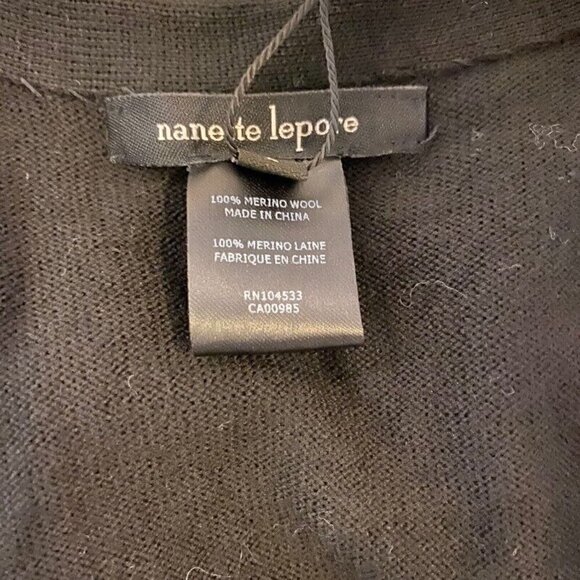 nanette lepore
100% MERINO WOOL
MADE IN CHINA
100% MERINO LAINE
FABRIQUE EN CHINE
RN104533
CA00985